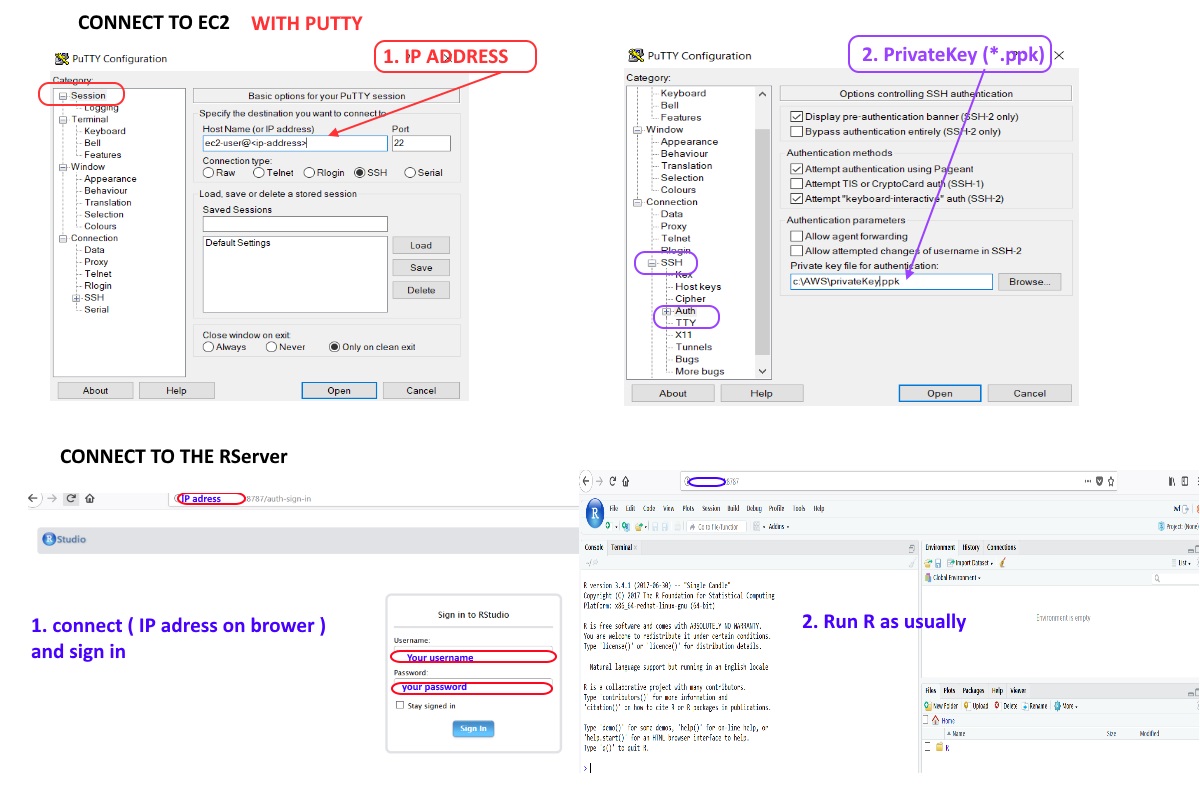 CONNECT TO EC2 WITH PUTTY
PuTTY Configuration
1. IP ADDRESS
Category:
Session
Logging
Terminal
Keyboard
Bell
Features
Window
Appearance
Behaviour
Translation
Selection
Colours
Connection
Data
Proxy
Telnet
Rlogin
SSH
Serial
Basic options for your PuTTY session
Specify the destination you want to connect to
Host Name (or IP address) Port
ec2-user@<ip-address> 22
Connection type:
Raw Telnet Rlogin SSH Serial
Load, save or delete a stored session
Saved Sessions
Default Settings
Load
Save
Delete
Close window on exit:
Always Never Only on clean exit
About Help Open Cancel
PuTTY Configuration
2. PrivateKey (*.ppk)
Category:
Keyboard
Bell
Features
Window
Appearance
Behaviour
Translation
Selection
Colours
Connection
Data
Proxy
Telnet
Rlogin
SSH
Kex
Host keys
Cipher
Auth
TTY
X11
Tunnels
Bugs
More bugs
Options controlling SSH authentication
Display pre-authentication banner (SSH-2 only)
Bypass authentication entirely (SSH-2 only)
Authentication methods
Attempt authentication using Pageant
Attempt TIS or CryptoCard auth (SSH-1)
Attempt "keyboard-interactive" auth (SSH-2)
Authentication parameters
Allow agent forwarding
Allow attempted changes of username in SSH-2
Private key file for authentication:
c:\AWS\privateKey.ppk Browse...
About Help Open Cancel
CONNECT TO THE RServer
IP adress 8787/auth-sign-in
R Studio
1. connect ( IP adress on brower )
and sign in
Sign in to RStudio
Username:
Your username
Password:
your password
Stay signed in
Sign In
8787
R
File Edit Code View Plots Session Build Debug Profile Tools Help
Go to file/function Addins
Project: (None)
Console Terminal
R version 3.4.1 (2017-06-30) -- "Single Candle"
Copyright (C) 2017 The R Foundation for Statistical Computing
Platform: x86_64-redhat-linux-gnu (64-bit)
R is free software and comes with ABSOLUTELY NO WARRANTY.
You are welcome to redistribute it under certain conditions.
Type 'license()' or 'licence()' for distribution details.
Natural language support but running in an English locale
R is a collaborative project with many contributors.
Type 'contributors()' for more information and
'citation()' on how to cite R or R packages in publications.
Type 'demo()' for some demos, 'help()' for on-line help, or
'help.start()' for an HTML browser interface to help.
Type 'q()' to quit R.
>
2. Run R as usually
Environment History Connections
Import Dataset List
Global Environment
Environment is empty
Files Plots Packages Help Viewer
New Folder Upload Delete Rename More
Home
Name Size Modified
R